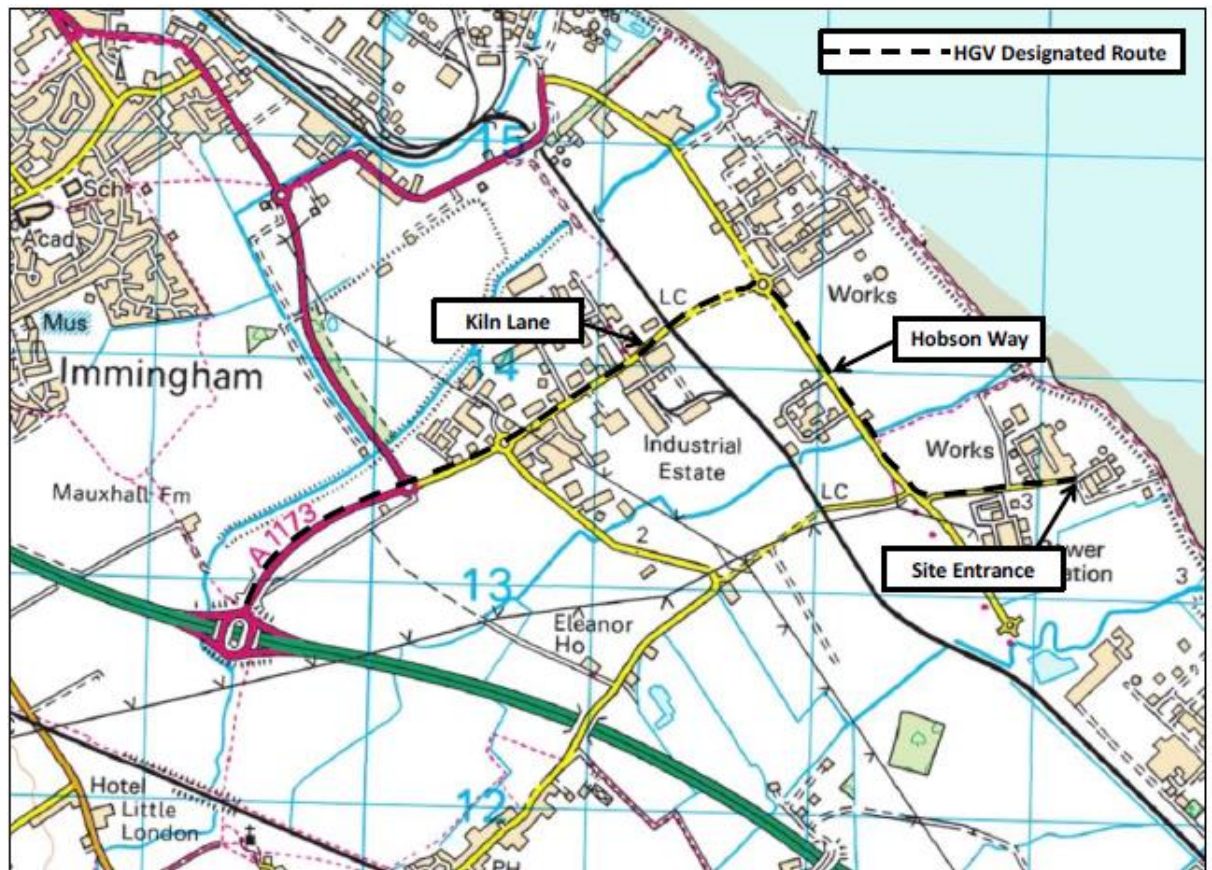 HGV Designated Route
15
Sch
Acad
LC
Works
Kiln Lane
Mus
Hobson Way
14
Immingham
Industrial
Estate
Works
Mauxhall Fm
LC
3
A 1173
2
Site Entrance
13
3
Eleanor
Ho
12
Hotel
Little
London
PH